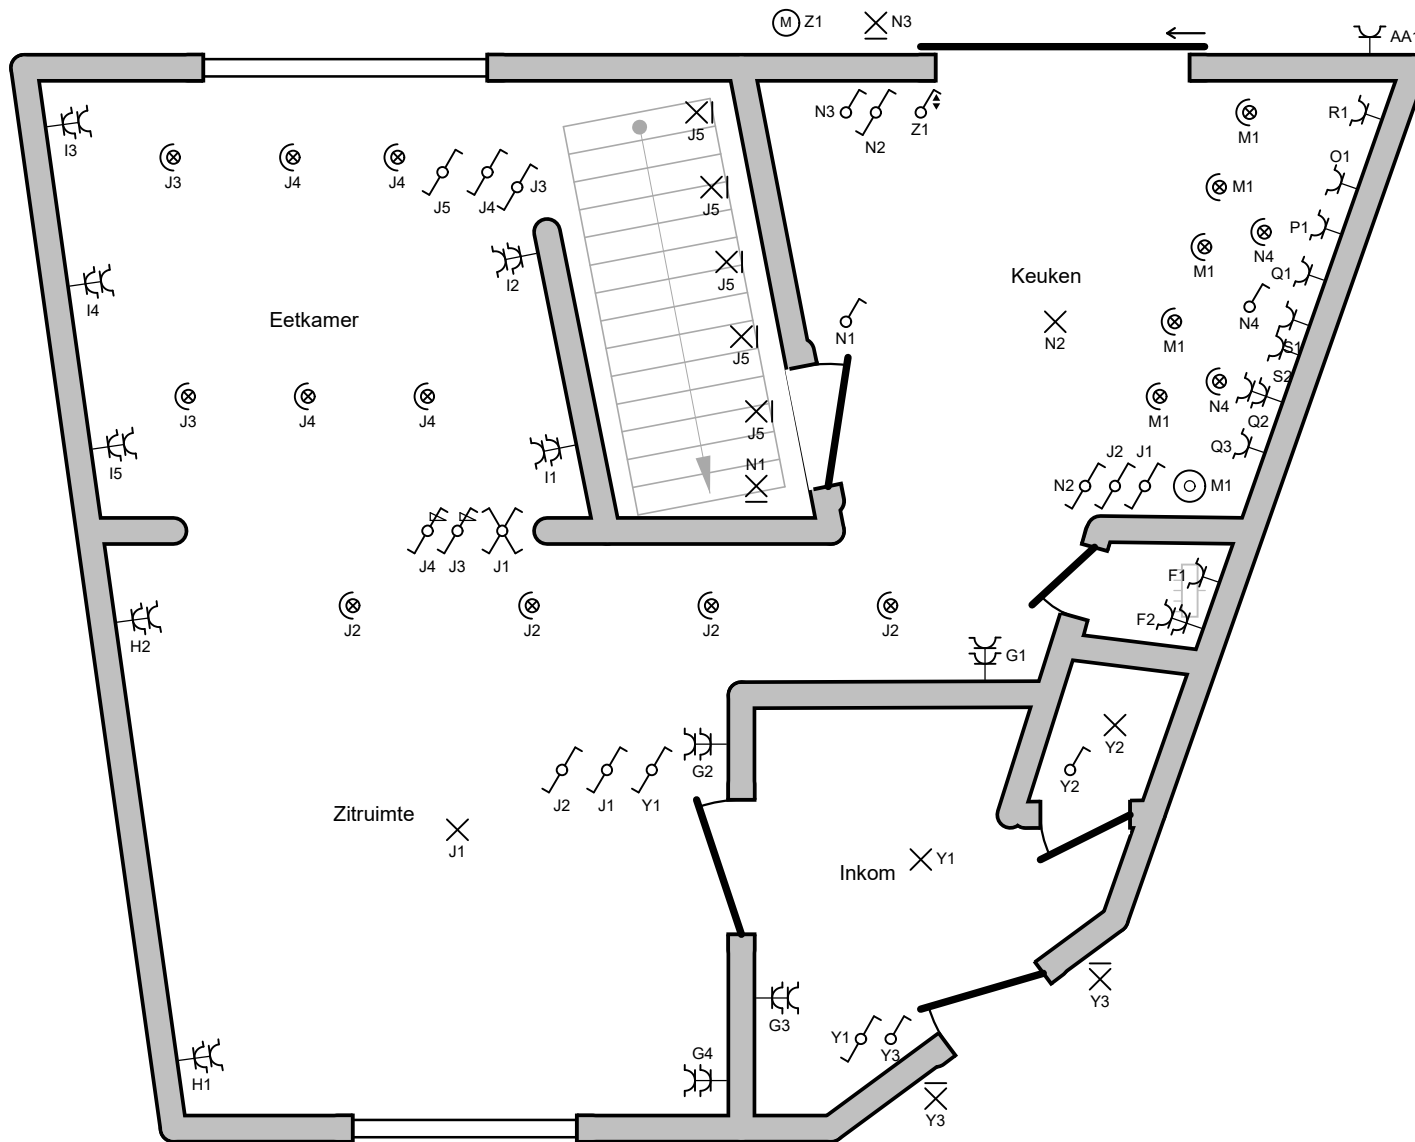 M Z1 N3
AA1
I3
N3 N2 Z1
M1 R1
J5
J3 J4 J4 J5 J4 J3
J5
M1 O1
J5
I2
M1 N4 P1
Keuken
Q1
I4
Eetkamer
J5
N1
N2
M1
N4
S1
J5
S2
J3 J4 J4
J5
M1
N4
Q2
Q3
I5
I1
N1
J2 J1
N2
M1
J4 J3 J1
F1
F2
J2 J2 J2 J2
H2
G1
G2
Y2
Y2
J2 J1 Y1
Zitruimte
J1
Inkom
Y1
Y3
G3
Y1 Y3
G4
H1
Y3